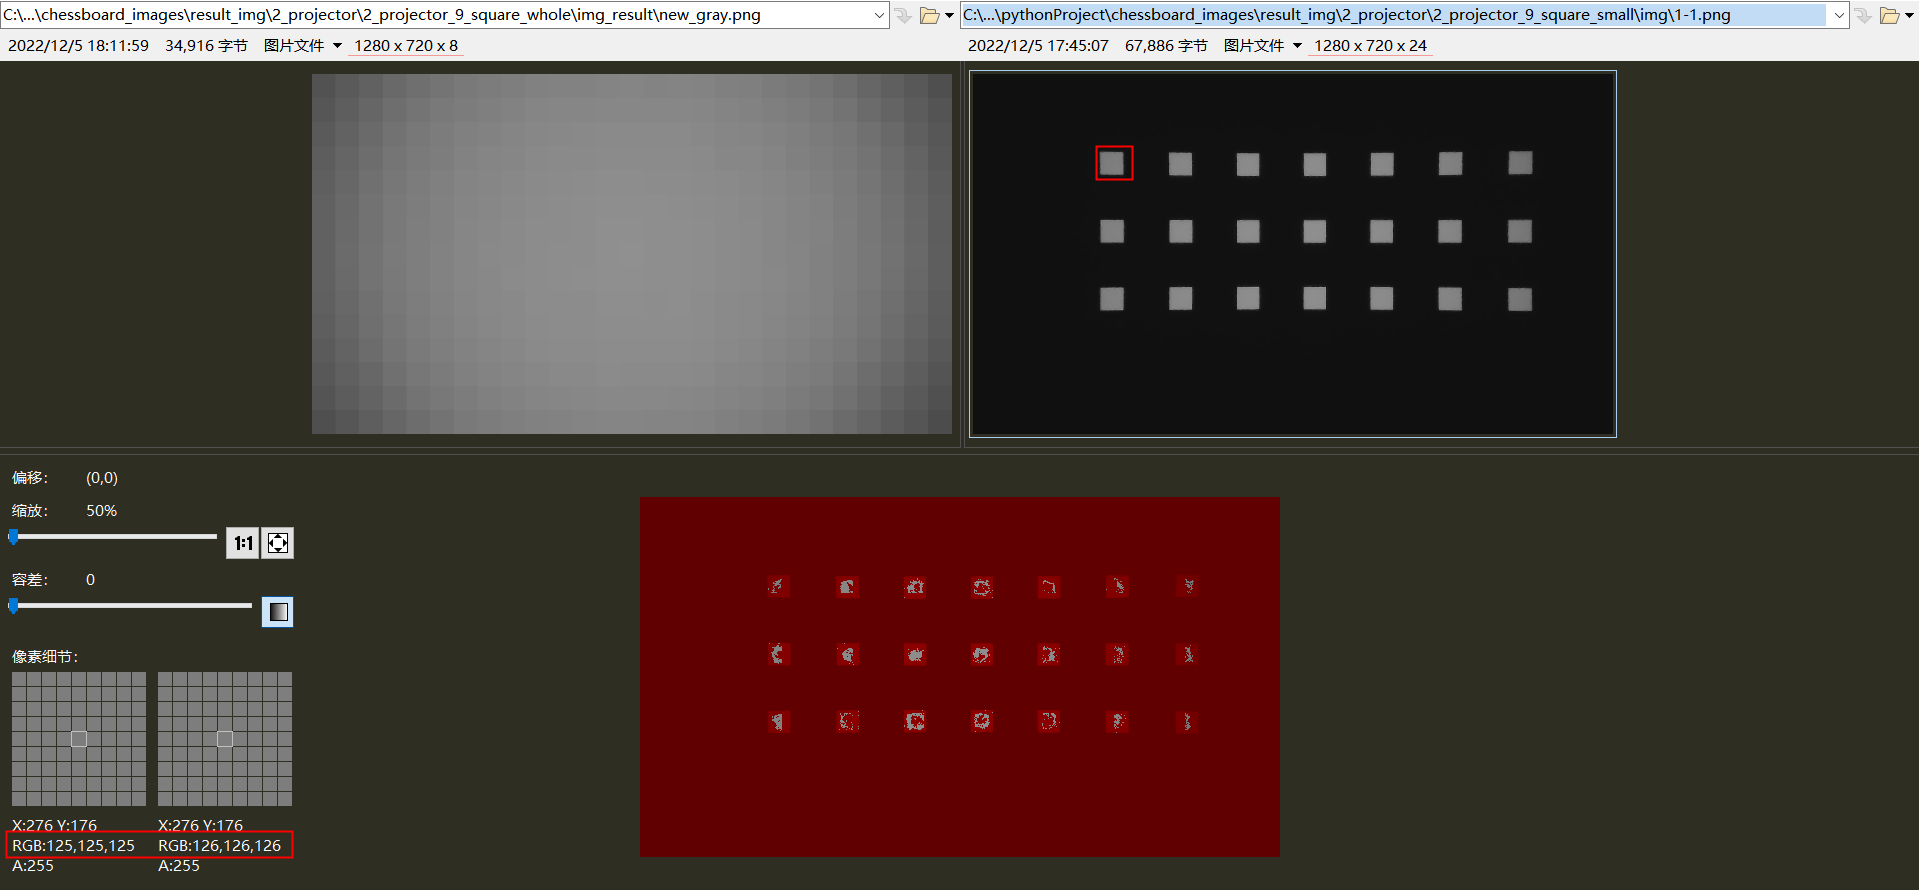 C:\...\chessboard_images\result_img\2_projector\2_projector_9_square_whole\img_result\new_gray.png
C:\...\pythonProject\chessboard_images\result_img\2_projector\2_projector_9_square_small\img\1-1.png
2022/12/5 18:11:59 34,916 字节 图片文件 1280 x 720 x 8
2022/12/5 17:45:07 67,886 字节 图片文件 1280 x 720 x 24
偏移: (0,0)
缩放: 50%
1:1
容差: 0
像素细节:
X:276 Y:176 X:276 Y:176
RGB:125,125,125 RGB:126,126,126
A:255 A:255